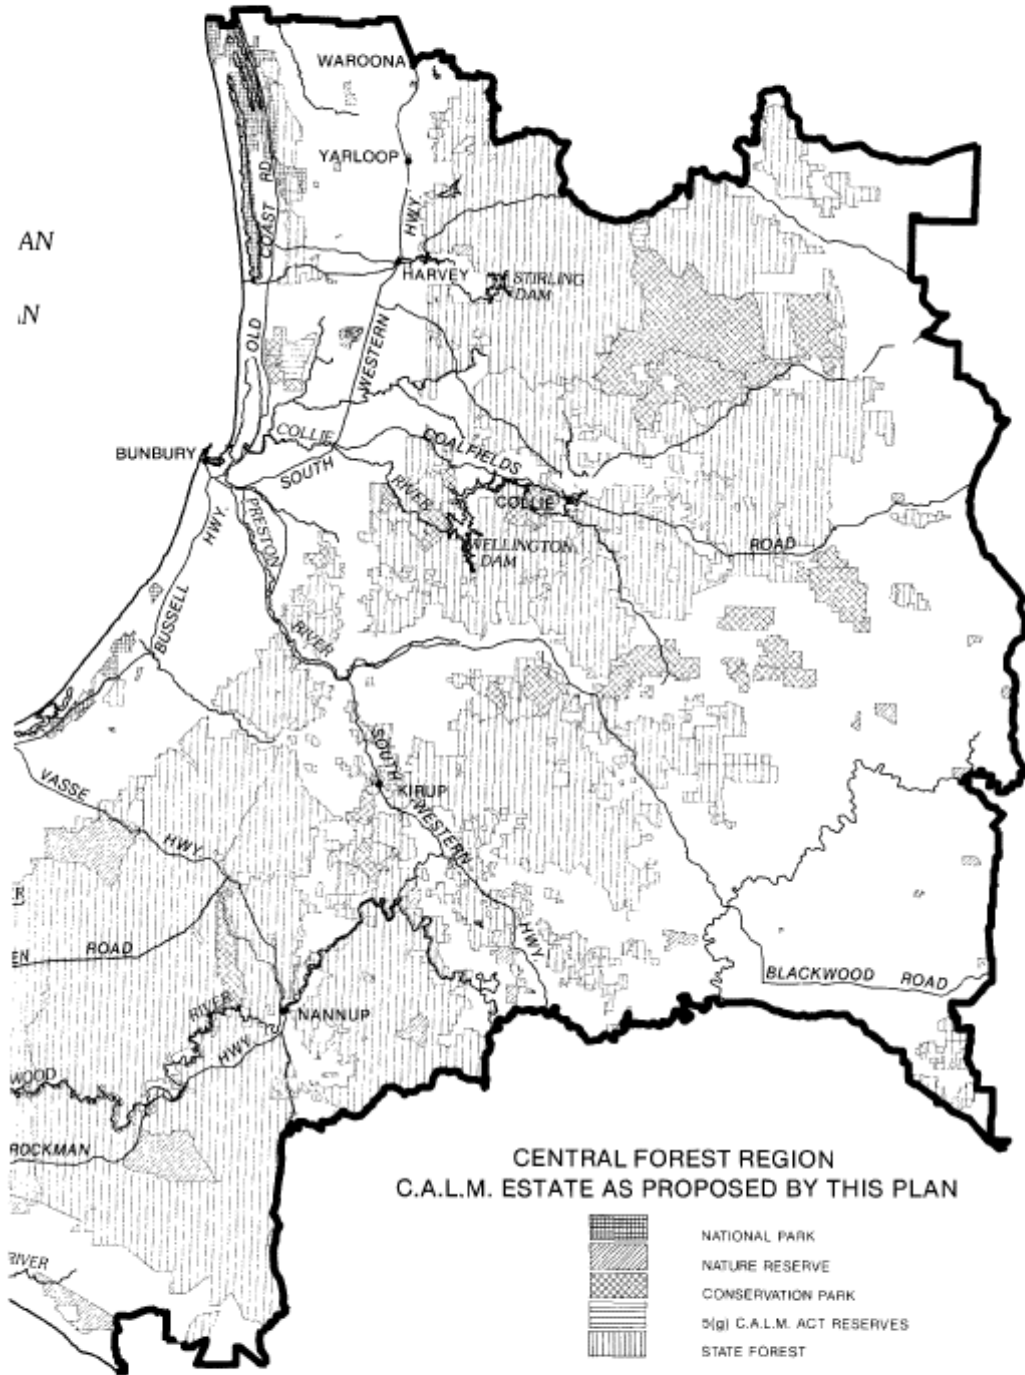 WAROONA
YARLOOP
COAST RD
HWY.
AN
HARVEY
STIRLING
DAM
N
OLD
WESTERN
COLLIE
COALFIELDS
BUNBURY
SOUTH
RIVER
COLLIE
HWY.
PRESTON
ROAD
WELLINGTON
DAM
BUSSELL
RIVER
SOUTH
VASSE
KIRUP
WESTERN
HWY
R
HWY.
EN
ROAD
BLACKWOOD ROAD
RIVER
NANNUP
HWY
WOOD
ROCKMAN
CENTRAL FOREST REGION
C.A.L.M. ESTATE AS PROPOSED BY THIS PLAN
NATIONAL PARK
NATURE RESERVE
RIVER
CONSERVATION PARK
5(g) C.A.L.M. ACT RESERVES
STATE FOREST